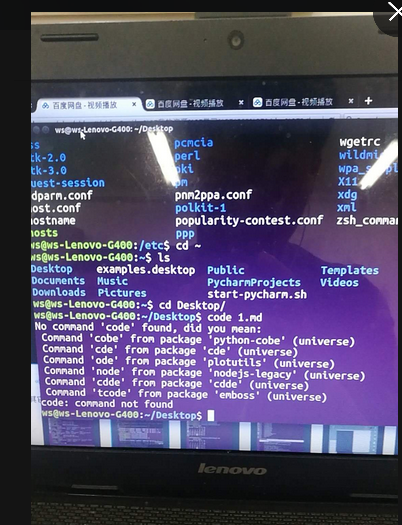 百度网盘-视频播放 × 百度网盘-视频播放 × 百度网盘-视频播放 × +
ws@ws-Lenovo-G400: ~/Desktop
ss pcmcia wgetrc
tk-2.0 perl
tk-3.0 pki
uest-session pm X11
dparm.conf pnm2ppa.conf xdg
ost.conf polkit-1 xml
ostname popularity-contest.conf zsh_comma
hosts ppp
ws@ws-Lenovo-G400:/etc$ cd ~
ws@ws-Lenovo-G400:~$ ls
Desktop examples.desktop Public Templates
Documents Music PycharmProjects Videos
Downloads Pictures start-pycharm.sh
ws@ws-Lenovo-G400:~$ cd Desktop/
ws@ws-Lenovo-G400:~/Desktop$ code 1.md
No command 'code' found, did you mean:
Command 'cobe' from package 'python-cobe' (universe)
Command 'cde' from package 'cde' (universe)
Command 'ode' from package 'plotutils' (universe)
Command 'node' from package 'nodejs-legacy' (universe)
Command 'cdde' from package 'cdde' (universe)
Command 'tcode' from package 'emboss' (universe)
code: command not found
ws@ws-Lenovo-G400:~/Desktop$
lenovo